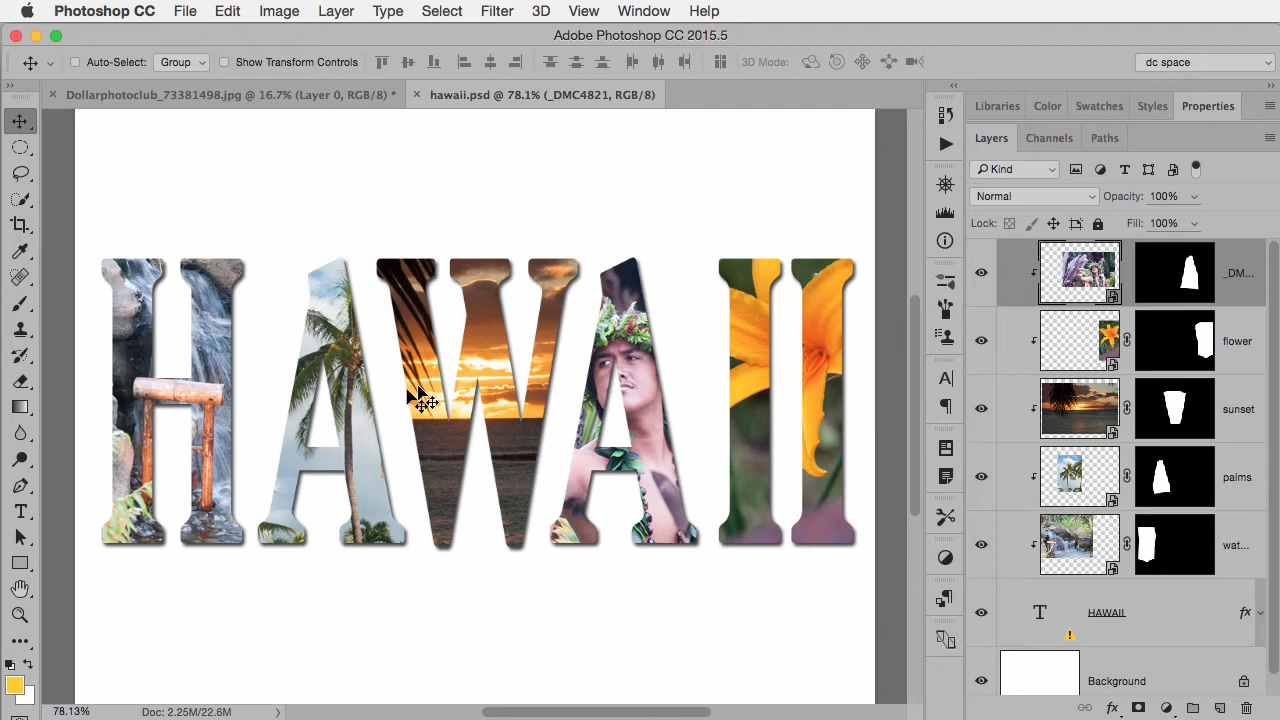 Photoshop CC File Edit Image Layer Type Select Filter 3D View Window Help
Adobe Photoshop CC 2015.5
Auto-Select: Group Show Transform Controls 3D Mode: dc space
Dollarphotoclub_73381498.jpg @ 16.7% (Layer 0, RGB/8) * hawaii.psd @ 78.1% (_DMC4821, RGB/8)
Libraries Color Swatches Styles Properties
Layers Channels Paths
Kind
Normal Opacity: 100%
Lock: Fill: 100%
_DM...
flower
sunset
palms
wat...
HAWAII fx
Background
HAWAII
78.13% Doc: 2.25M/22.6M
fx